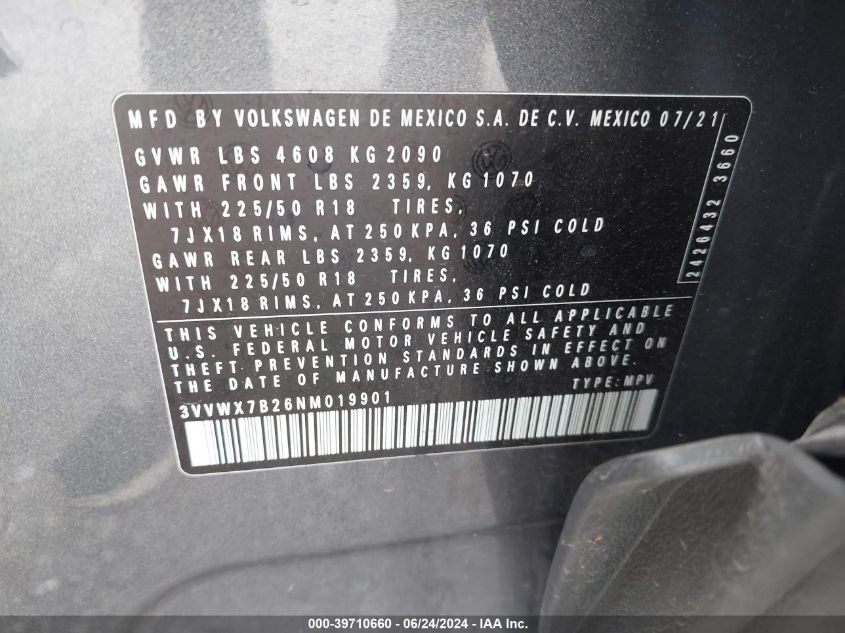 MFD BY VOLKSWAGEN DE MEXICO S.A. DE C.V. MEXICO 07/21
GVWR LBS 4608 KG 2090
GAWR FRONT LBS 2359, KG 1070
WITH 225/50 R18 TIRES,
7JX18 RIMS, AT 250 KPA, 36 PSI COLD
GAWR REAR LBS 2359, KG 1070
WITH 225/50 R18 TIRES,
7JX18 RIMS, AT 250 KPA, 36 PSI COLD
2426432 3660
THIS VEHICLE CONFORMS TO ALL APPLICABLE
U.S. FEDERAL MOTOR VEHICLE SAFETY AND
THEFT PREVENTION STANDARDS IN EFFECT ON
THE DATE OF MANUFACTURE SHOWN ABOVE.
3VVWX7B26NM019901 TYPE: MPV
000-39710660 - 06/24/2024 - IAA Inc.